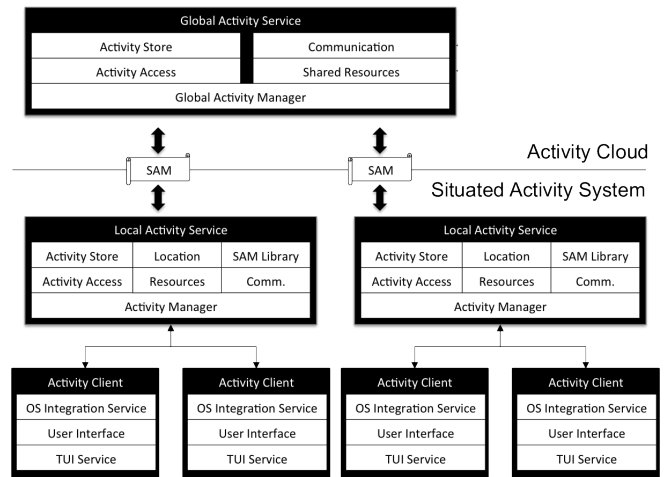 Global Activity Service
Activity Store Communication
Activity Access Shared Resources
Global Activity Manager
SAM SAM
Activity Cloud
Situated Activity System
Local Activity Service Local Activity Service
Activity Store Location SAM Library Activity Store Location SAM Library
Activity Access Resources Comm. Activity Access Resources Comm.
Activity Manager Activity Manager
Activity Client Activity Client Activity Client Activity Client
OS Integration Service OS Integration Service OS Integration Service OS Integration Service
User Interface User Interface User Interface User Interface
TUI Service TUI Service TUI Service TUI Service